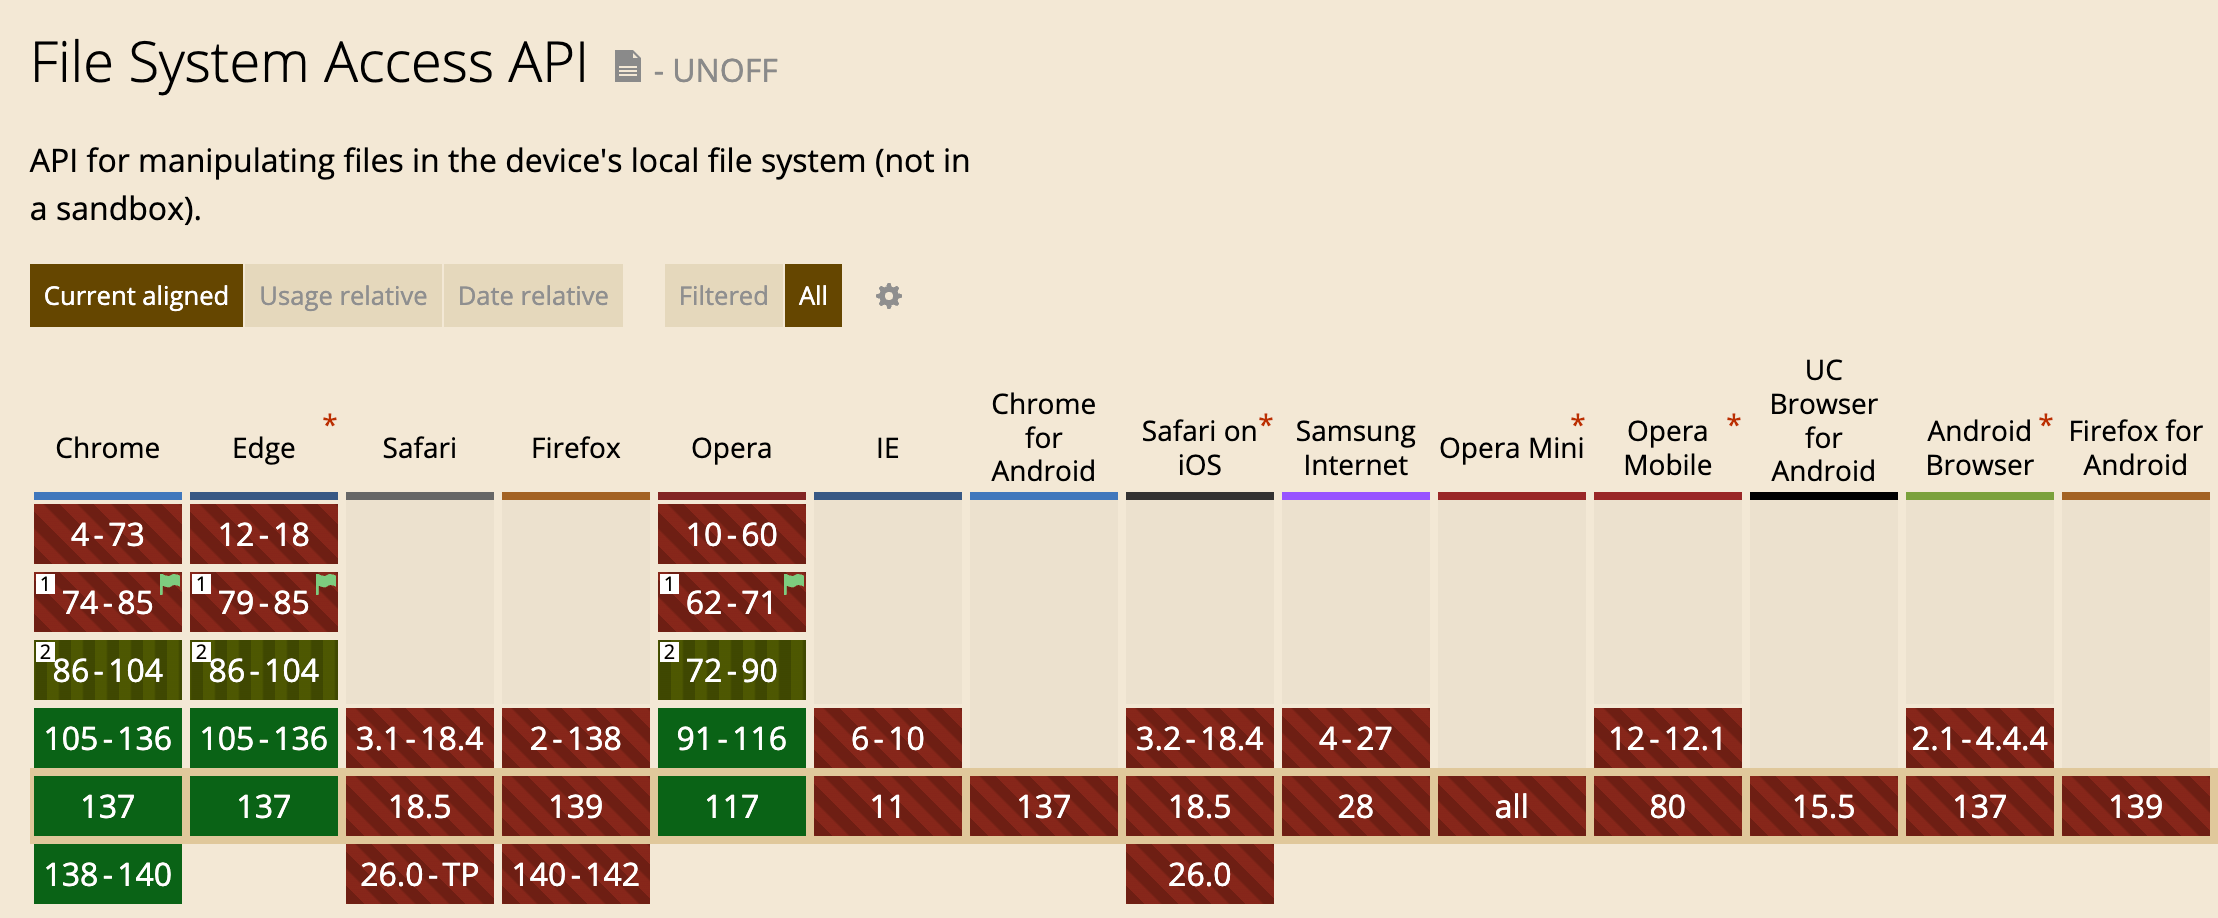 File System Access API - UNOFF
API for manipulating files in the device's local file system (not in
a sandbox).
Current aligned Usage relative Date relative Filtered All
Chrome
Edge *
Safari
Firefox
Opera
IE
Chrome
for
Android
Safari on *
iOS
Samsung
Internet
Opera Mini *
Opera *
Mobile
UC
Browser
for
Android
Android *
Browser
Firefox for
Android
4-73 12-18 10-60
1 74-85 1 79-85 1 62-71
2 86-104 2 86-104 2 72-90
105-136 105-136 3.1-18.4 2-138 91-116 6-10 3.2-18.4 4-27 12-12.1 2.1-4.4.4
137 137 18.5 139 117 11 137 18.5 28 all 80 15.5 137 139
138-140 26.0-TP 140-142 26.0